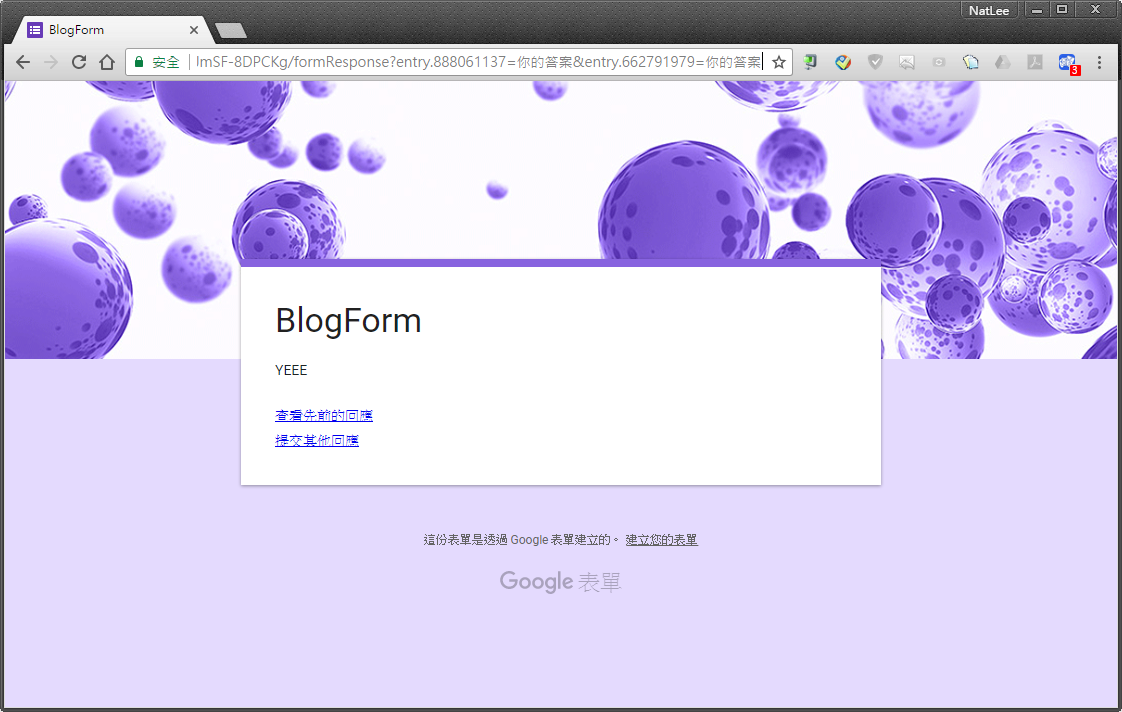 NatLee
BlogForm
安全 lmSF-8DPCKg/formResponse?entry.888061137=你的答案&entry.662791979=你的答案
3
BlogForm
YEEE
查看先前的回應
提交其他回應
這份表單是透過 Google 表單建立的。 建立您的表單
Google 表單